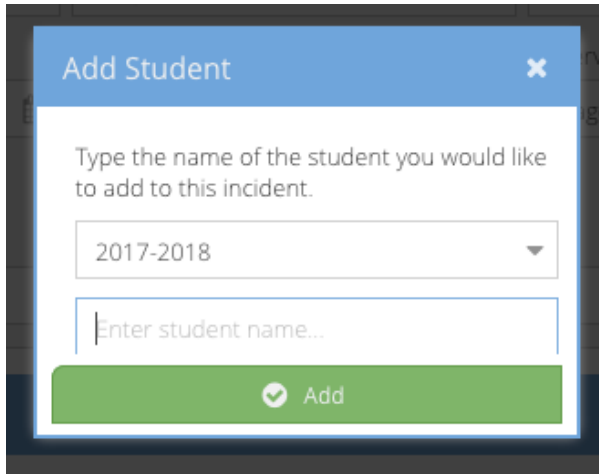 Add Student
Type the name of the student you would like
to add to this incident.
2017-2018
Enter student name...
Add